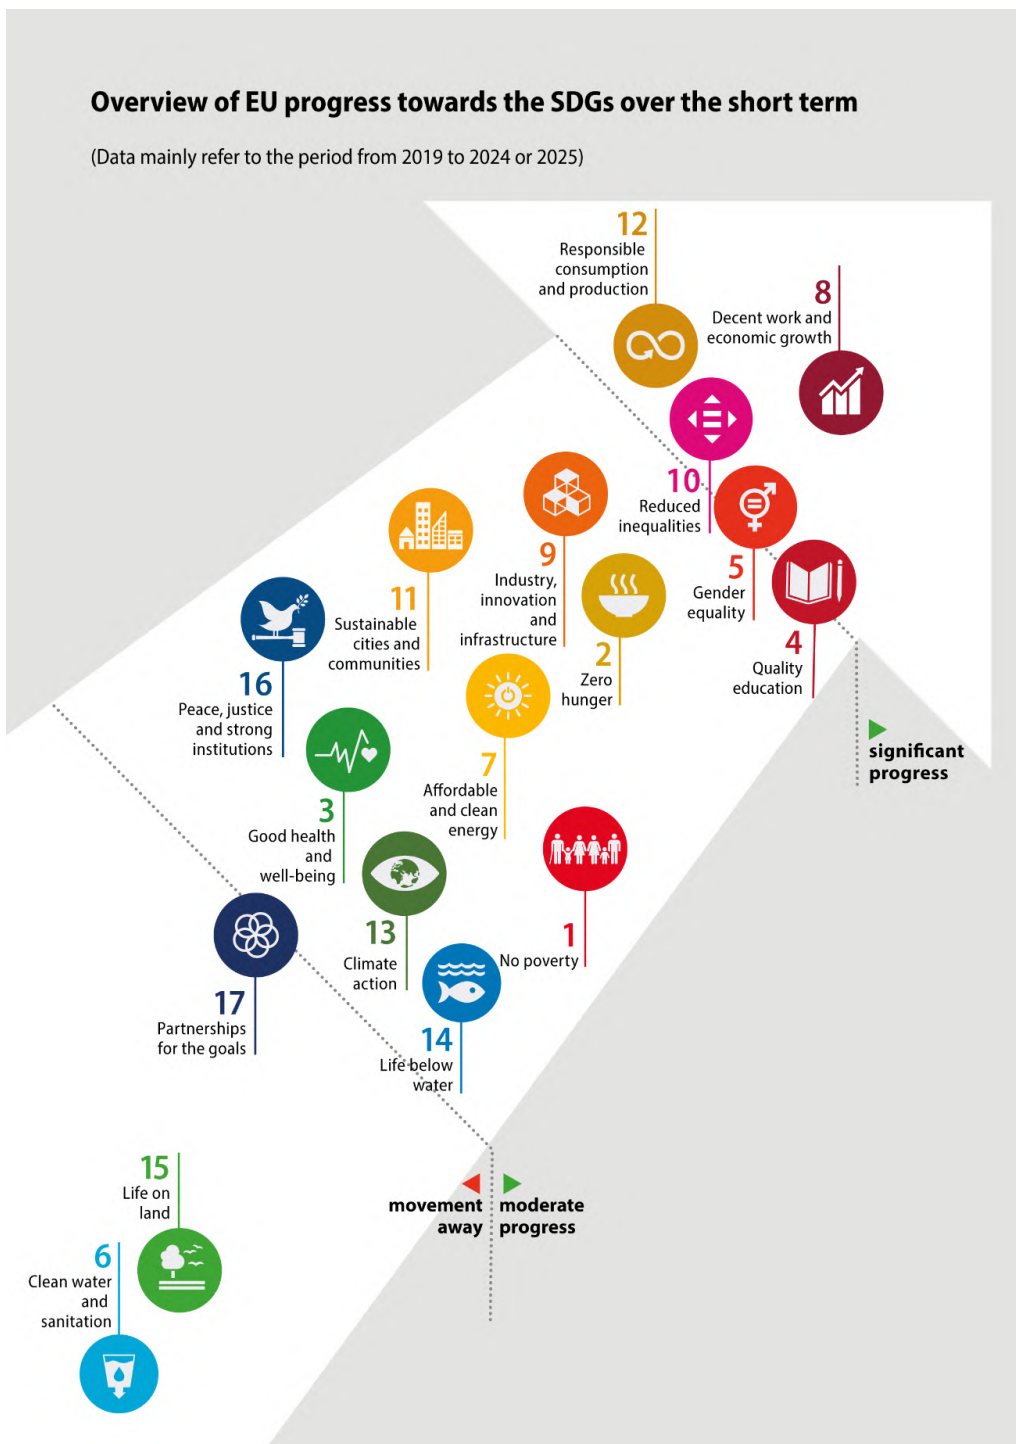 Overview of EU progress towards the SDGs over the short term
(Data mainly refer to the period from 2019 to 2024 or 2025)
12
Responsible
consumption
and production
8
Decent work and
economic growth
10
Reduced
inequalities
9
Industry,
innovation
and
infrastructure
5
Gender
equality
11
Sustainable
cities and
communities
2
Zero
hunger
4
Quality
education
16
Peace, justice
and strong
institutions
significant
progress
7
Affordable
and clean
energy
3
Good health
and
well-being
13
Climate
action
1
No poverty
17
Partnerships
for the goals
14
Life below
water
15
Life on
land
movement
away
moderate
progress
6
Clean water
and
sanitation